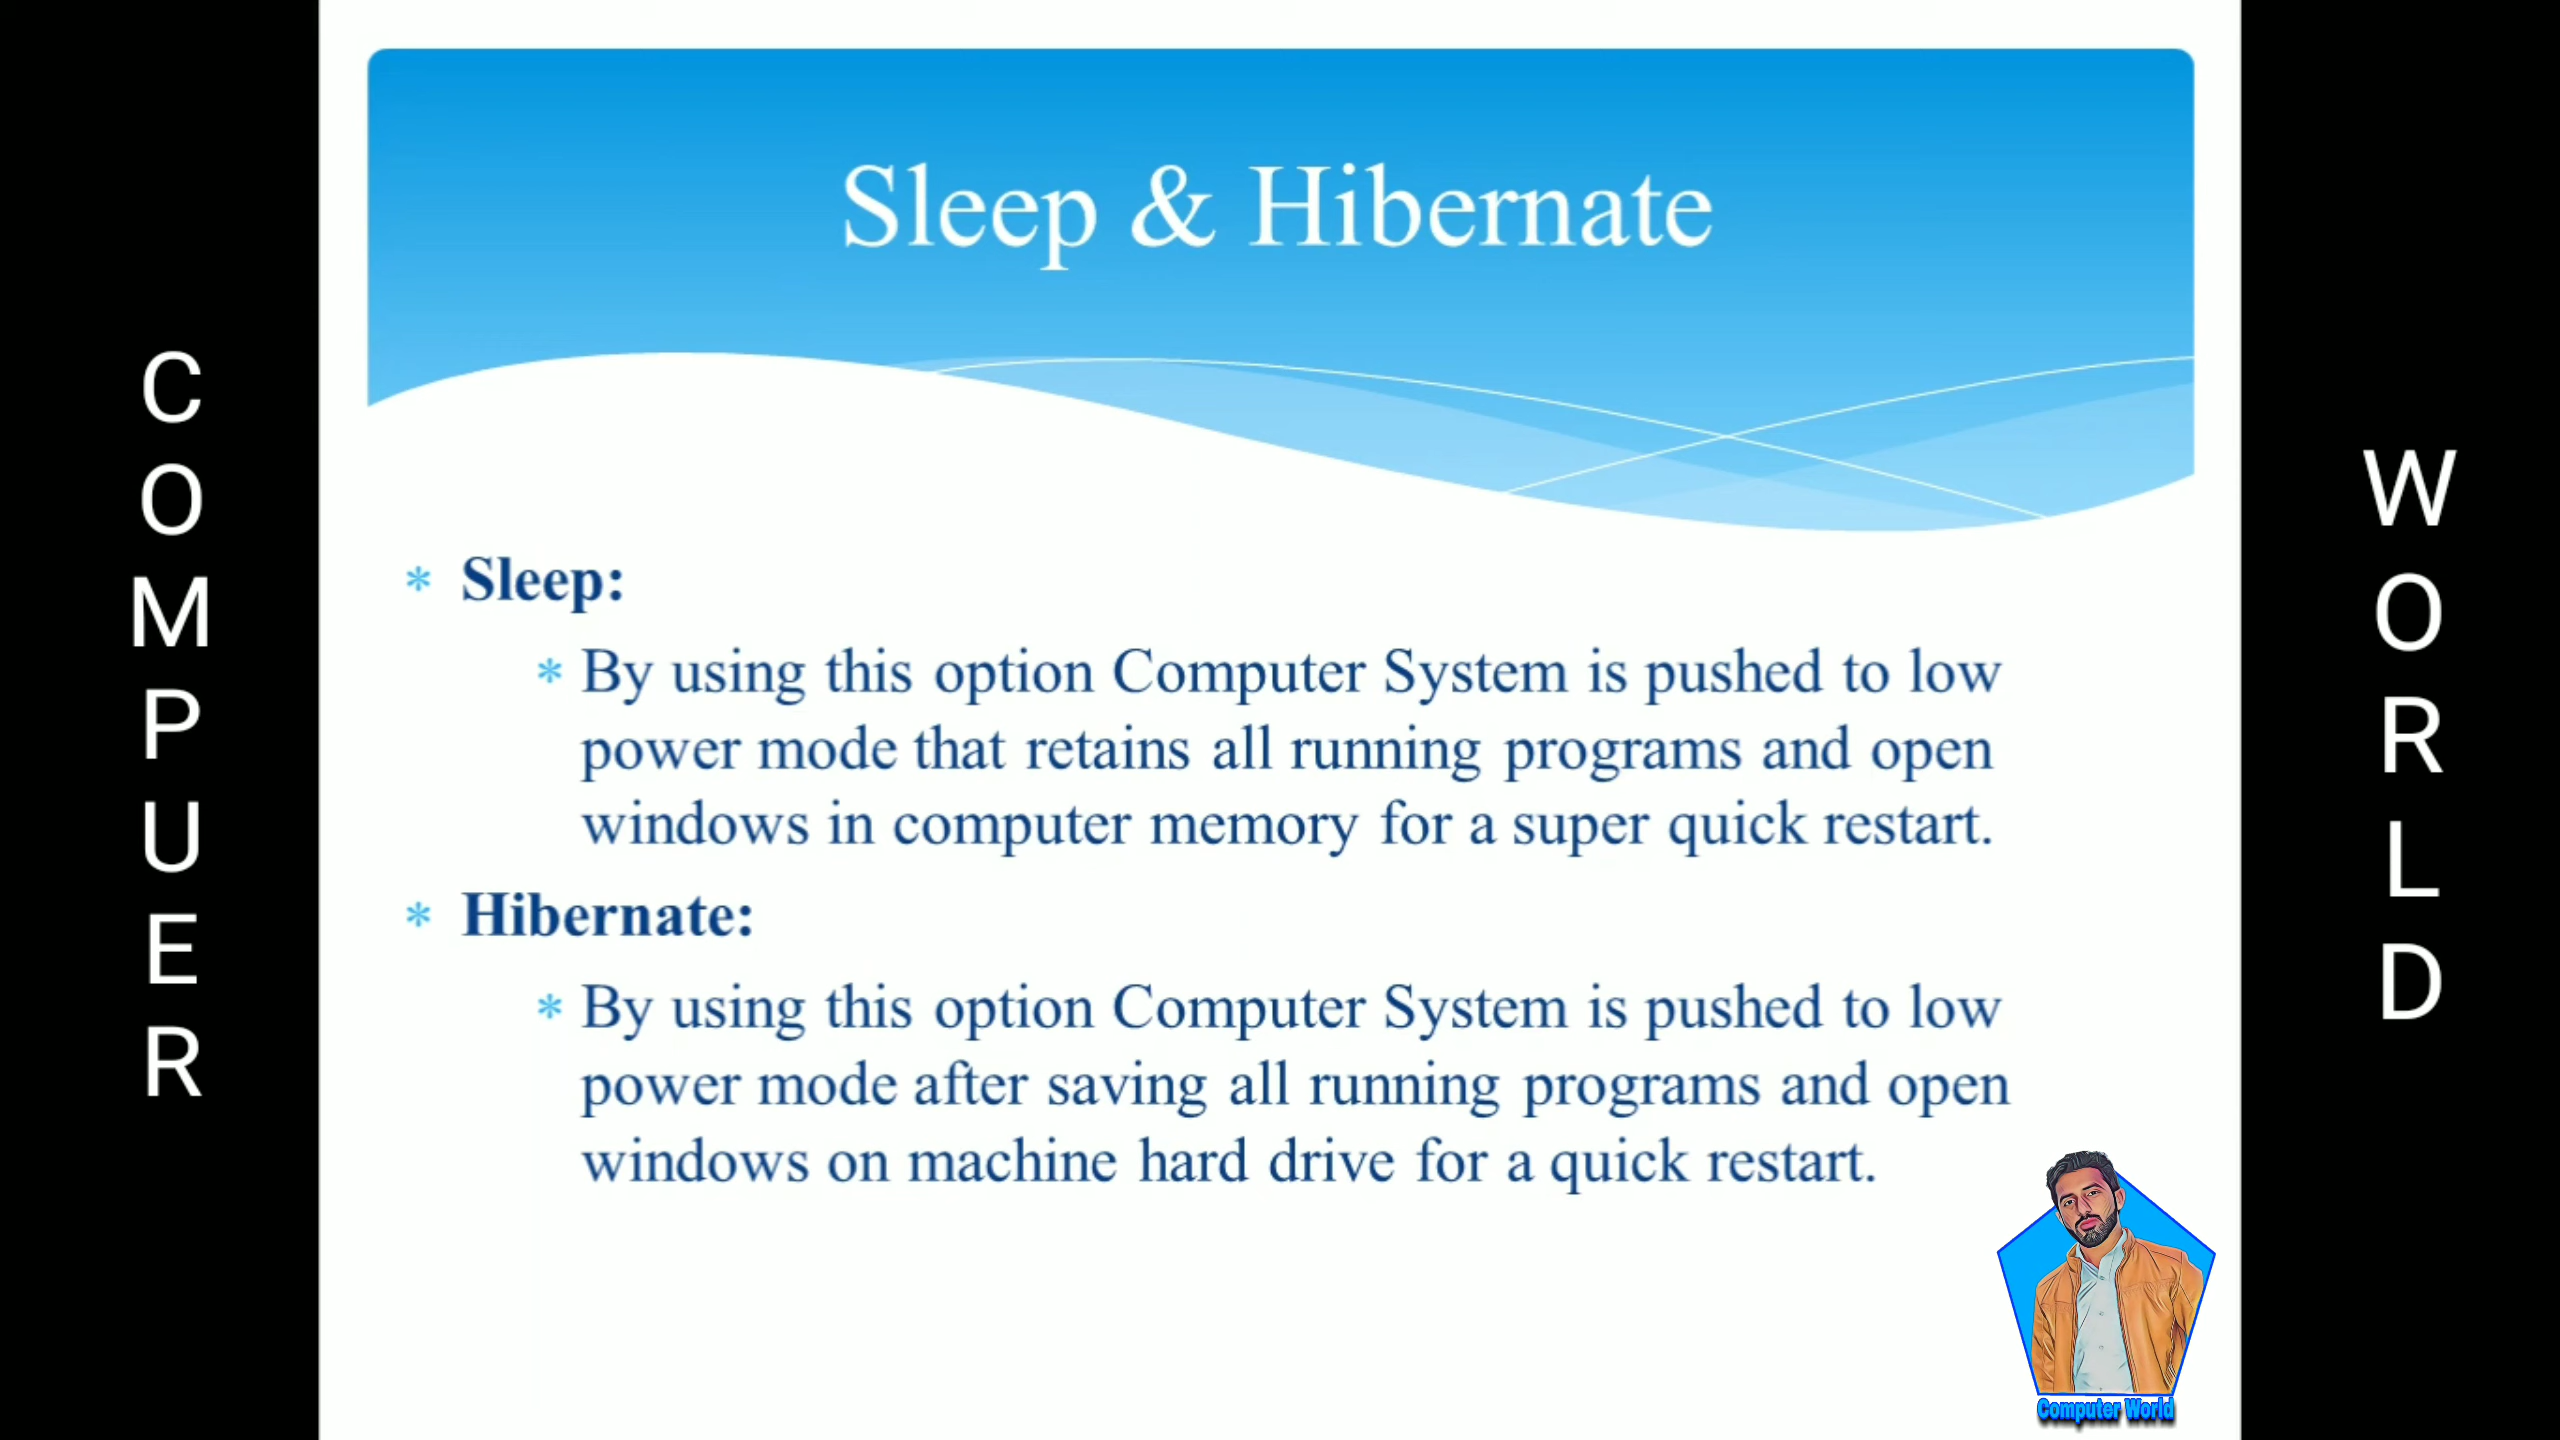 Sleep & Hibernate
* Sleep:
* By using this option Computer System is pushed to low
power mode that retains all running programs and open
windows in computer memory for a super quick restart.
* Hibernate:
* By using this option Computer System is pushed to low
power mode after saving all running programs and open
windows on machine hard drive for a quick restart.
C
O
M
P
U
E
R
W
O
R
L
D
Computer World